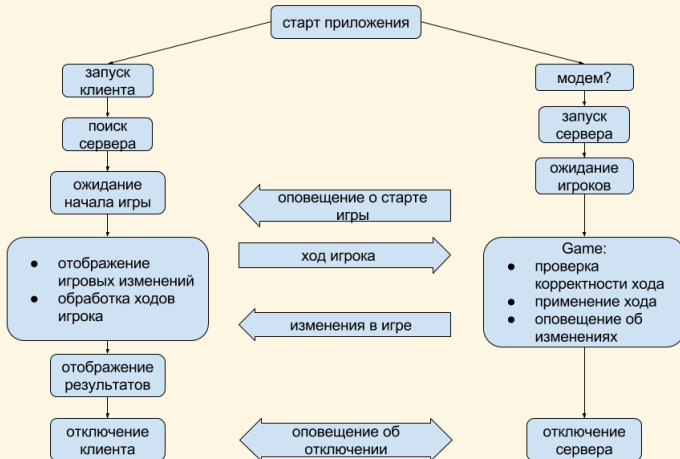 старт приложения
запуск
клиента
поиск
сервера
ожидание
начала игры
● отображение
игровых изменений
● обработка ходов
игрока
отображение
результатов
отключение
клиента
оповещение о старте
игры
ход игрока
изменения в игре
оповещение об
отключении
модем?
запуск
сервера
ожидание
игроков
Game:
● проверка
корректности хода
● применение хода
● оповещение об
изменениях
отключение
сервера